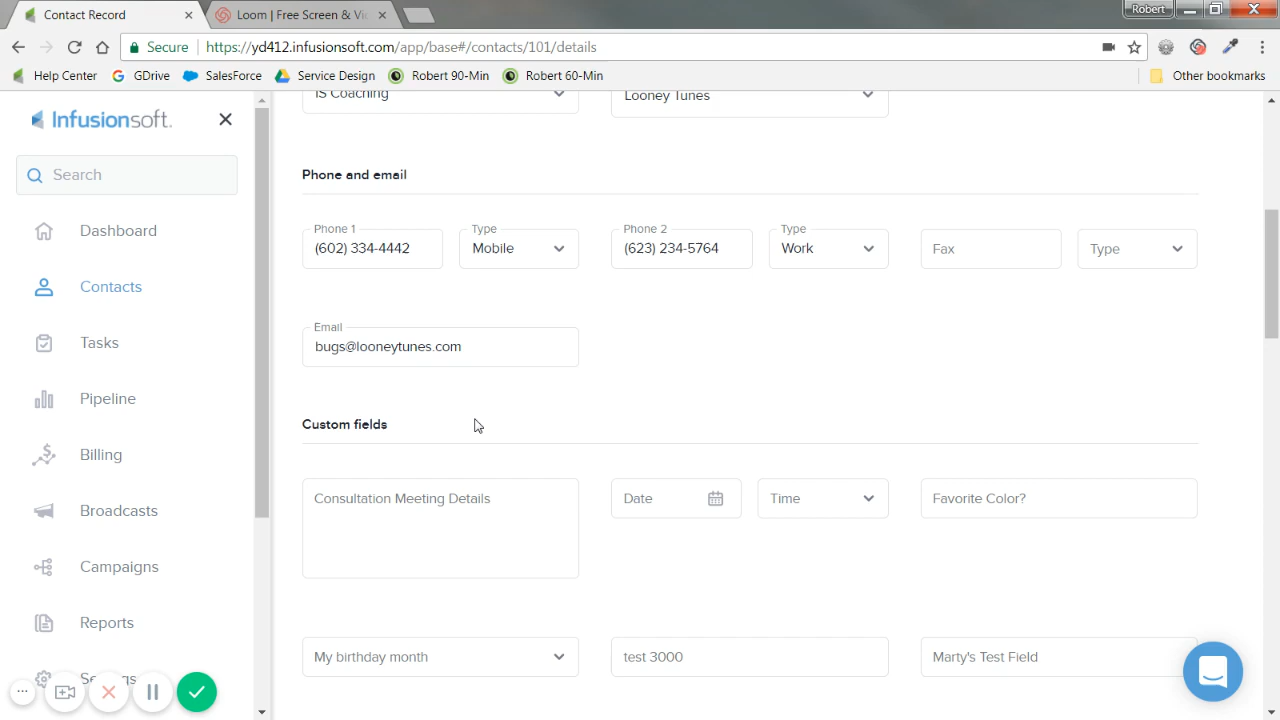 Contact Record
Loom | Free Screen & Vi
Robert
Secure
https://yd412.infusionsoft.com/app/base#/contacts/101/details
Help Center
GDrive
SalesForce
Service Design
Robert 90-Min
Robert 60-Min
Other bookmarks
Infusionsoft.
Search
Dashboard
Contacts
Tasks
Pipeline
Billing
Broadcasts
Campaigns
Reports
Settings
IS Coaching
Looney Tunes
Phone and email
Phone 1
Type
Phone 2
Type
(602) 334-4442
Mobile
(623) 234-5764
Work
Fax
Type
Email
bugs@looneytunes.com
Custom fields
Consultation Meeting Details
Date
Time
Favorite Color?
My birthday month
test 3000
Marty's Test Field